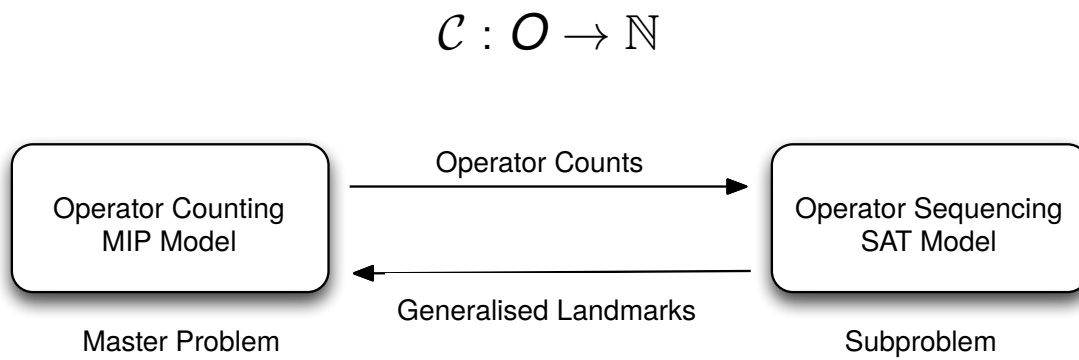 𝒞 : O → ℕ
Operator Counts
Operator Counting
MIP Model
Operator Sequencing
SAT Model
Generalised Landmarks
Master Problem
Subproblem